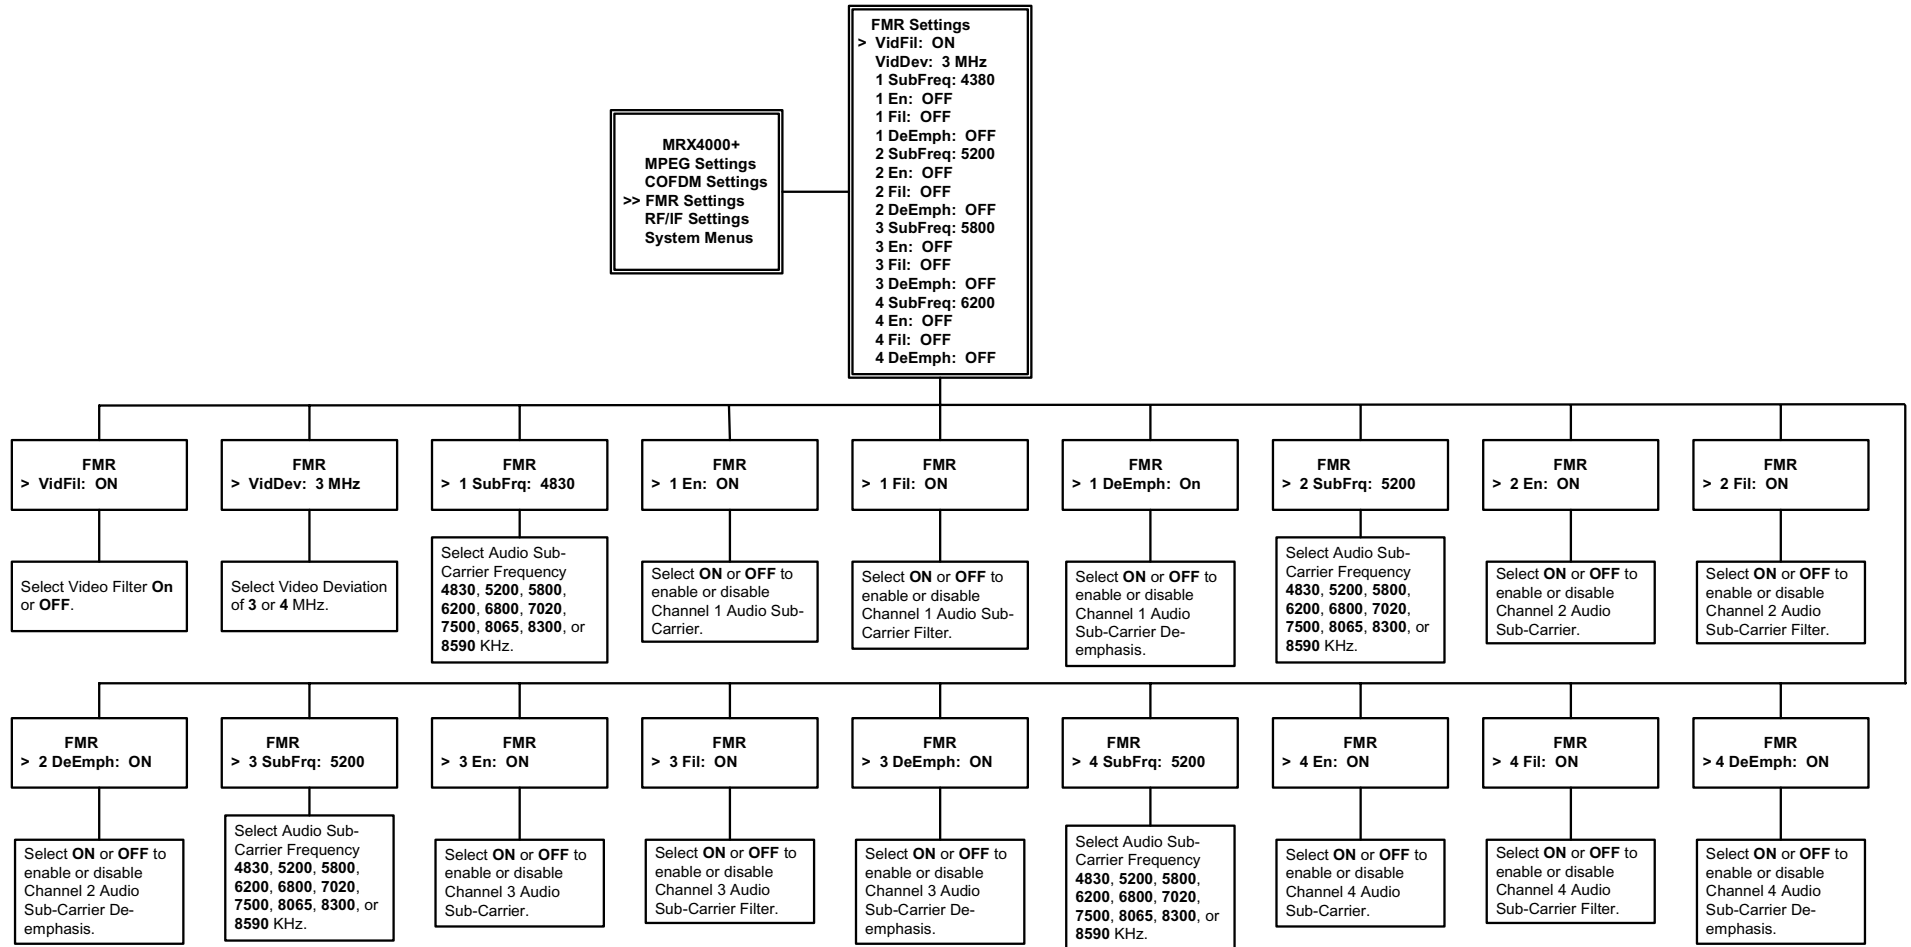 FMR Settings
> VidFil: ON
VidDev: 3 MHz
1 SubFreq: 4380
1 En: OFF
1 Fil: OFF
1 DeEmph: OFF
2 SubFreq: 5200
2 En: OFF
2 Fil: OFF
2 DeEmph: OFF
3 SubFreq: 5800
3 En: OFF
3 Fil: OFF
3 DeEmph: OFF
4 SubFreq: 6200
4 En: OFF
4 Fil: OFF
4 DeEmph: OFF
MRX4000+
MPEG Settings
COFDM Settings
>> FMR Settings
RF/IF Settings
System Menus
FMR
> VidFil: ON
Select Video Filter On
or OFF.
FMR
> VidDev: 3 MHz
Select Video Deviation
of 3 or 4 MHz.
FMR
> 1 SubFrq: 4830
Select Audio Sub-
Carrier Frequency
4830, 5200, 5800,
6200, 6800, 7020,
7500, 8065, 8300, or
8590 KHz.
FMR
> 1 En: ON
Select ON or OFF to
enable or disable
Channel 1 Audio Sub-
Carrier.
FMR
> 1 Fil: ON
Select ON or OFF to
enable or disable
Channel 1 Audio Sub-
Carrier Filter.
FMR
> 1 DeEmph: On
Select ON or OFF to
enable or disable
Channel 1 Audio
Sub-Carrier De-
emphasis.
FMR
> 2 SubFrq: 5200
Select Audio Sub-
Carrier Frequency
4830, 5200, 5800,
6200, 6800, 7020,
7500, 8065, 8300, or
8590 KHz.
FMR
> 2 En: ON
Select ON or OFF to
enable or disable
Channel 2 Audio
Sub-Carrier.
FMR
> 2 Fil: ON
Select ON or OFF to
enable or disable
Channel 2 Audio
Sub-Carrier Filter.
FMR
> 2 DeEmph: ON
Select ON or OFF to
enable or disable
Channel 2 Audio
Sub-Carrier De-
emphasis.
FMR
> 3 SubFrq: 5200
Select Audio Sub-
Carrier Frequency
4830, 5200, 5800,
6200, 6800, 7020,
7500, 8065, 8300, or
8590 KHz.
FMR
> 3 En: ON
Select ON or OFF to
enable or disable
Channel 3 Audio
Sub-Carrier.
FMR
> 3 Fil: ON
Select ON or OFF to
enable or disable
Channel 3 Audio
Sub-Carrier Filter.
FMR
> 3 DeEmph: ON
Select ON or OFF to
enable or disable
Channel 3 Audio
Sub-Carrier De-
emphasis.
FMR
> 4 SubFrq: 5200
Select Audio Sub-
Carrier Frequency
4830, 5200, 5800,
6200, 6800, 7020,
7500, 8065, 8300, or
8590 KHz.
FMR
> 4 En: ON
Select ON or OFF to
enable or disable
Channel 4 Audio
Sub-Carrier.
FMR
> 4 Fil: ON
Select ON or OFF to
enable or disable
Channel 4 Audio
Sub-Carrier Filter.
FMR
> 4 DeEmph: ON
Select ON or OFF to
enable or disable
Channel 4 Audio
Sub-Carrier De-
emphasis.